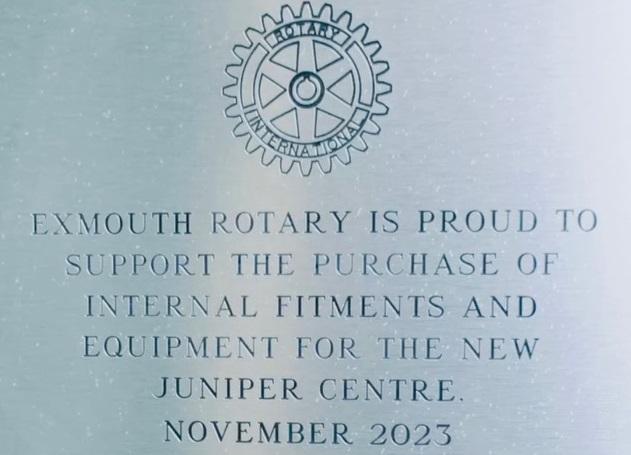 ROTARY
INTERNATIONAL
EXMOUTH ROTARY IS PROUD TO
SUPPORT THE PURCHASE OF
INTERNAL FITMENTS AND
EQUIPMENT FOR THE NEW
JUNIPER CENTRE.
NOVEMBER 2023